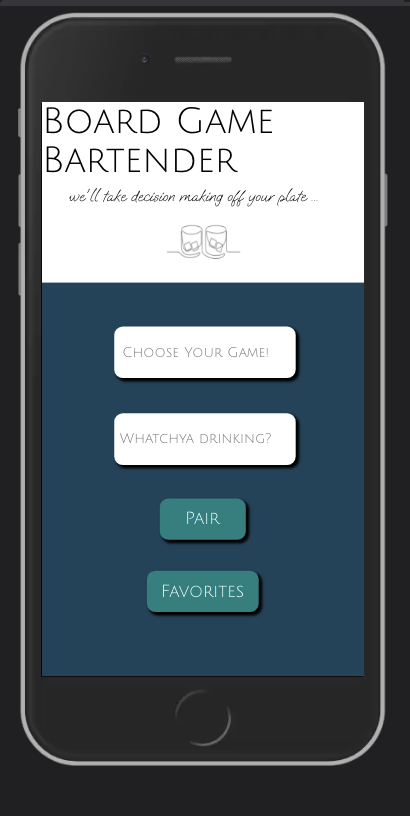 Board Game
Bartender
we'll take decision making off your plate ...
Choose Your Game!
Whatchya drinking?
Pair
Favorites